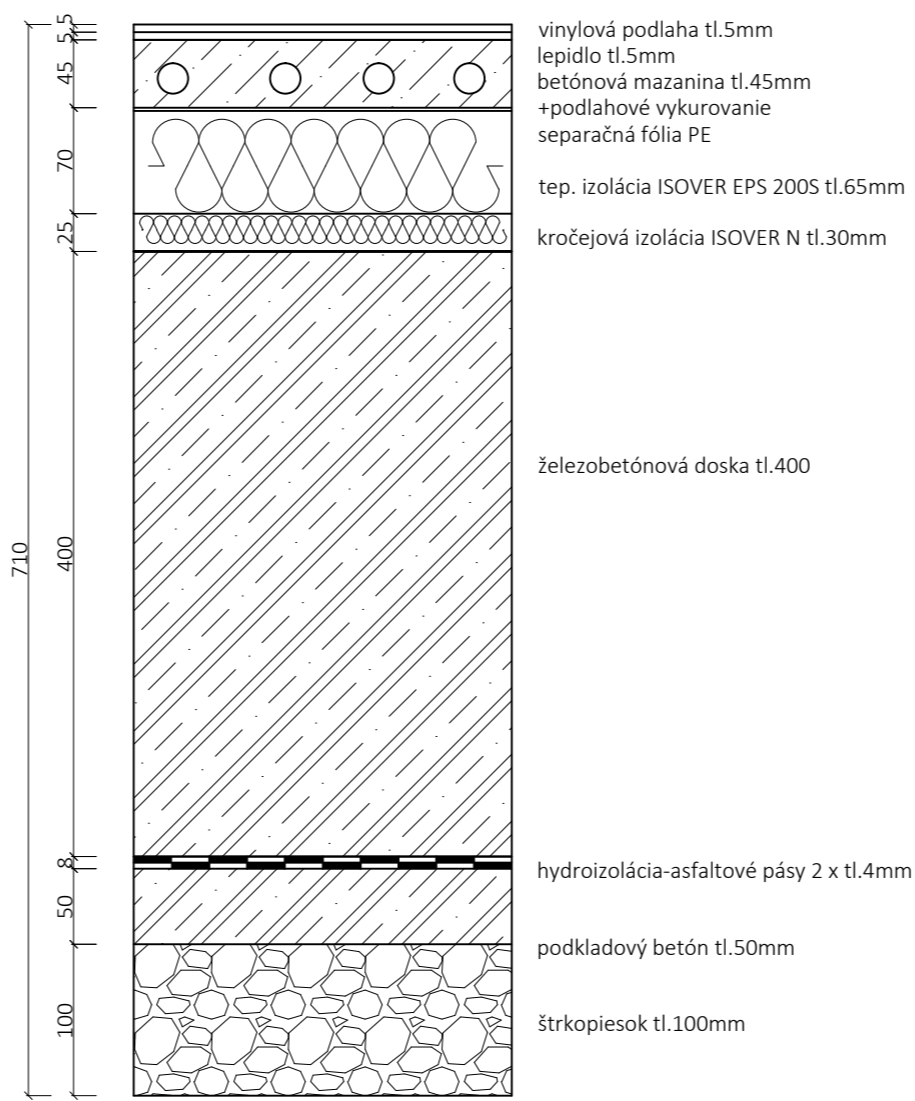 vinylová podlaha tl.5mm
lepidlo tl.5mm
betónová mazanina tl.45mm
+podlahové vykurovanie
separačná fólia PE
tep. izolácia ISOVER EPS 200S tl.65mm
kročejová izolácia ISOVER N tl.30mm
železobetónová doska tl.400
hydroizolácia-asfaltové pásy 2 x tl.4mm
podkladový betón tl.50mm
štrkopiesok tl.100mm
5
5
45
70
25
400
8
50
100
710